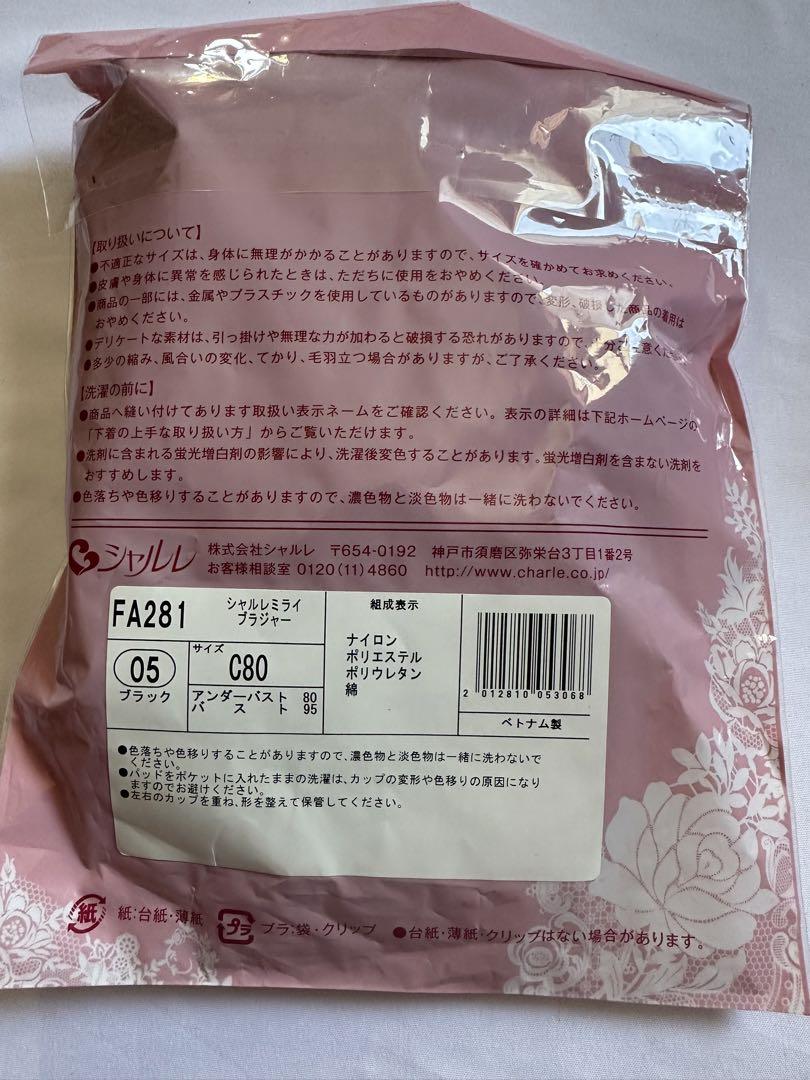 【取り扱いについて】
●不適正なサイズは、身体に無理がかかることがありますので、サイズを確かめてお求めください。
●皮膚や身体に異常を感じられたときは、ただちに使用をおやめください。
●商品の一部には、金属やプラスチックを使用しているものがありますので、変形、破損した商品の着用は
おやめください。
●デリケートな素材は、引っ掛けや無理な力が加わると破損する恐れがありますので、ご注意ください。
●多少の縮み、風合いの変化、てかり、毛羽立つ場合がありますが、ご了承ください。
【洗濯の前に】
●商品へ縫い付けてあります取扱い表示ネームをご確認ください。表示の詳細は下記ホームページの
「下着の上手な取り扱い方」からご覧いただけます。
●洗剤に含まれる蛍光増白剤の影響により、洗濯後変色することがあります。蛍光増白剤を含まない洗剤を
おすすめします。
●色落ちや色移りすることがありますので、濃色物と淡色物は一緒に洗わないでください。
シャルレ 株式会社シャルレ 〒654-0192 神戸市須磨区弥栄台3丁目1番2号
お客様相談室 0120(11)4860 http://www.charle.co.jp/
FA281 シャルレミライ
ブラジャー
05
ブラック
サイズ
C80
アンダーバスト 80
バスト 95
組成表示
ナイロン
ポリエステル
ポリウレタン
綿
2012810053068
ベトナム製
●色落ちや色移りすることがありますので、濃色物と淡色物は一緒に洗わないで
ください。
●パッドをポケットに入れたままの洗濯は、カップの変形や色移りの原因になり
ますのでお避けください。
●左右のカップを重ね、形を整えて保管してください。
紙 紙:台紙・薄紙 プラ プラ:袋・クリップ ●台紙・薄紙・クリップはない場合があります。